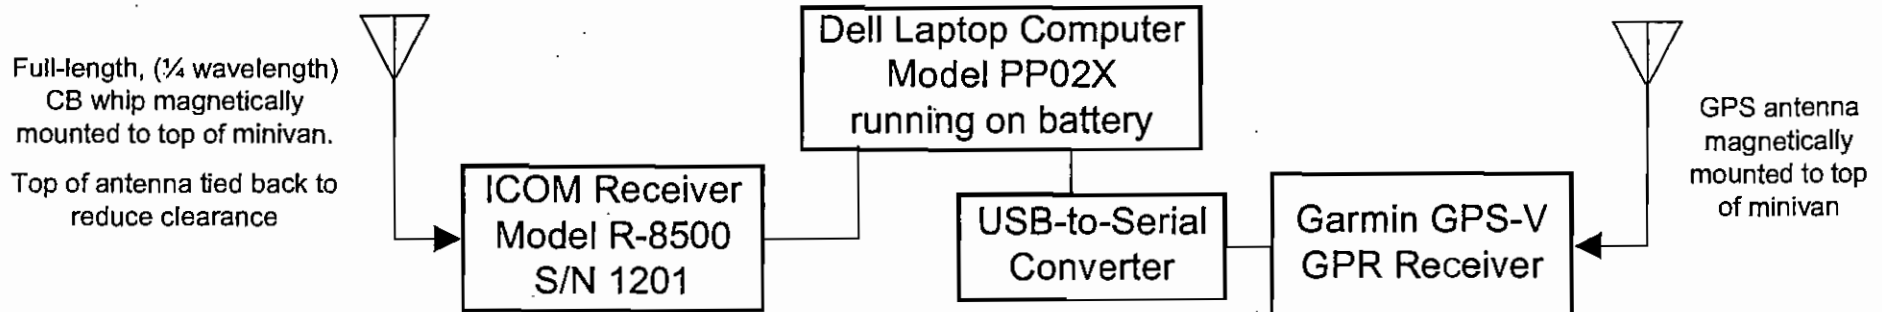 Full-length, (¼ wavelength)
CB whip magnetically
mounted to top of minivan.
Top of antenna tied back to
reduce clearance
ICOM Receiver
Model R-8500
S/N 1201
Dell Laptop Computer
Model PP02X
running on battery
USB-to-Serial
Converter
Garmin GPS-V
GPR Receiver
GPS antenna
magnetically
mounted to top
of minivan